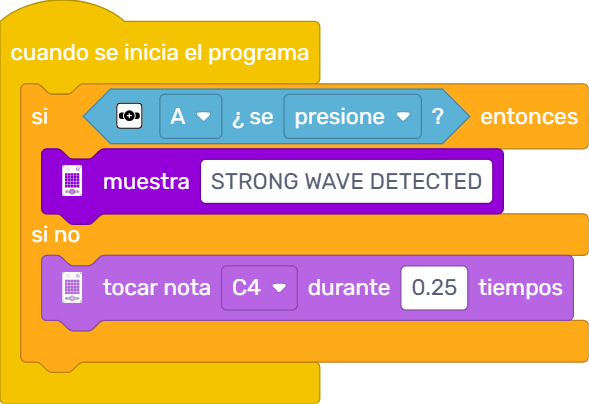 cuando se inicia el programa
si A ¿ se presione ? entonces
muestra STRONG WAVE DETECTED
si no
tocar nota C4 durante 0.25 tiempos